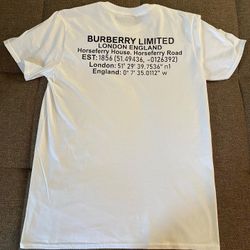 BURBERRY LIMITED
LONDON ENGLAND
Horseferry House. Horseferry Road
EST: 1856 (51.49436, -0126392)
London: 51° 29' 39.7536" n1
England: 0° 7' 35.0112" w